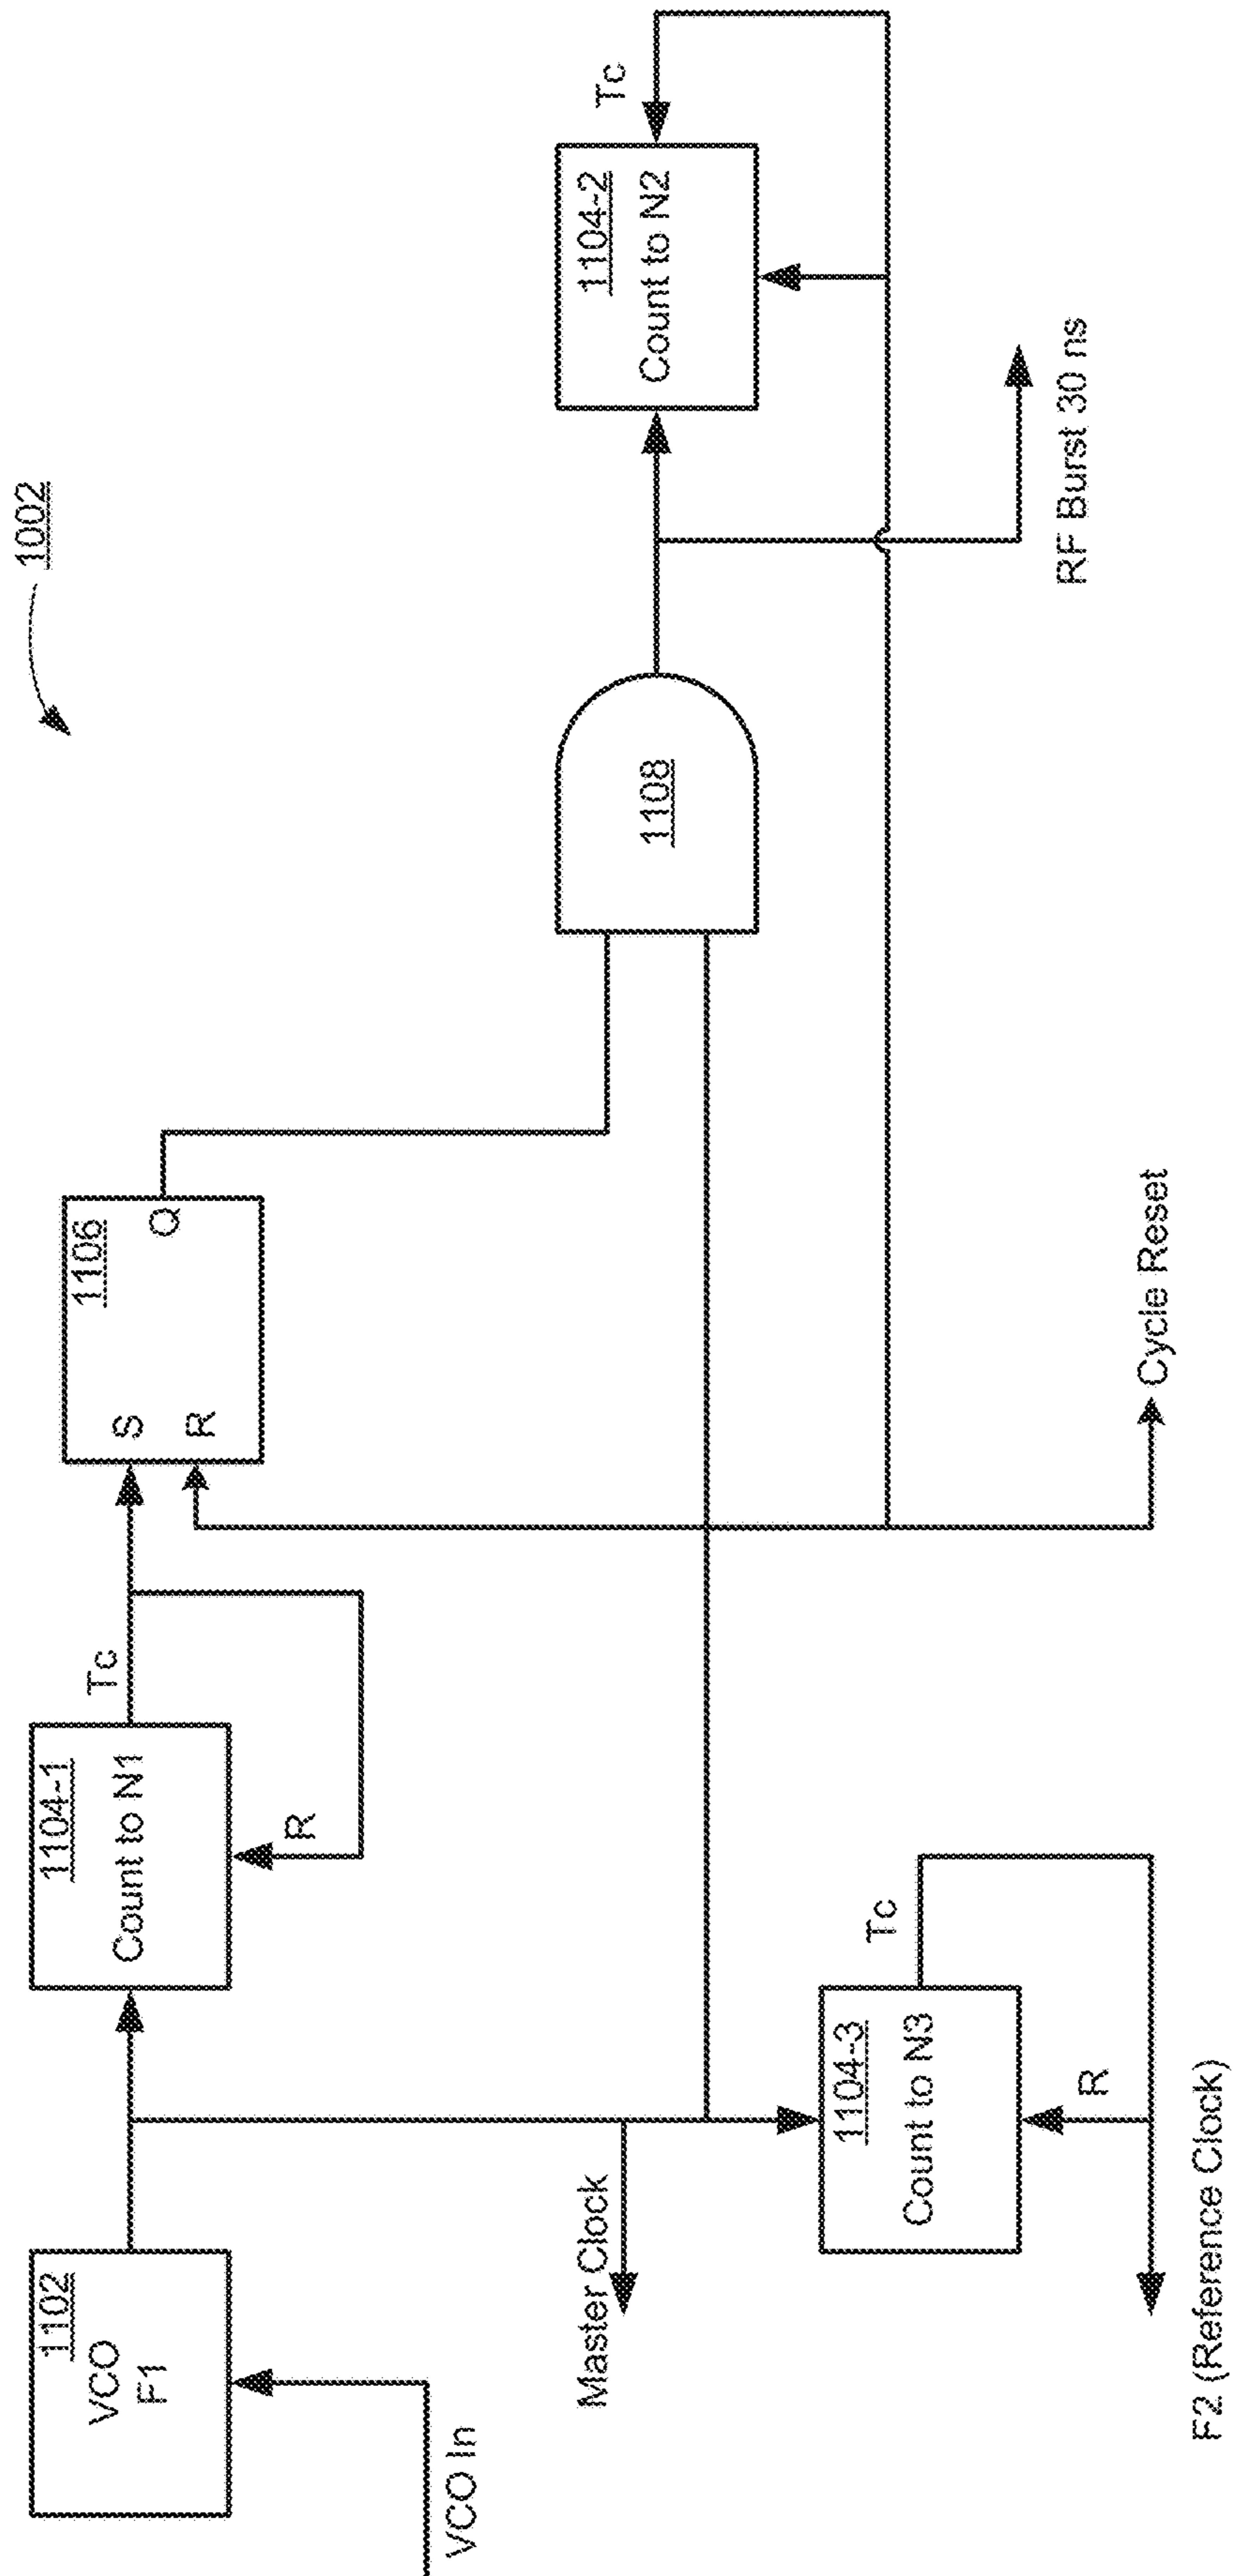 1002
1102
VCO
F1
VCO In
1104-1
Count to N1
Tc
R
1106
S
R
Q
Master Clock
1108
1104-2
Count to N2
Tc
RF Burst 30 ns
1104-3
Count to N3
Tc
R
Cycle Reset
F2 (Reference Clock)